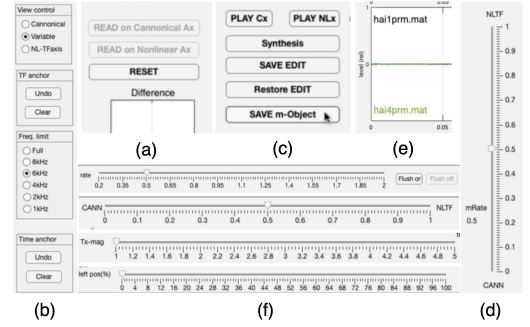 View control
Cannonical
Variable
NL-TFaxis
TF anchor
Undo
Clear
Freq. limit
Full
8kHz
6kHz
4kHz
2kHz
1kHz
Time anchor
Undo
Clear
(b)
READ on Cannonical Ax
READ on Nonlinear Ax
RESET
Difference
(a)
PLAY Cx PLAY NLx
Synthesis
SAVE EDIT
Restore EDIT
SAVE m-Object
(c)
0 0.05
1
hai1prm.mat
level (rel)
0
hai4prm.mat
0 0.05
(e)
rate
0.2 0.35 0.5 0.65 0.8 0.95 1.1 1.25 1.4 1.55 1.7 1.85 2
Flush or Flush off
CANN NLTF
0 0.1 0.2 0.3 0.4 0.5 0.6 0.7 0.8 0.9 1
Tx-mag
1 1.2 1.4 1.6 1.8 2 2.2 2.4 2.6 2.8 3 3.2 3.4 3.6 3.8 4 4.2 4.4 4.6 4.8 5
left pos(%)
0 4 8 12 16 20 24 28 32 36 40 44 48 52 56 60 64 68 72 76 80 84 88 92 96 100
(f)
NLTF
1
0.9
0.8
0.7
0.6
0.5
0.4
0.3
mRate
0.5
0.2
0.1
0
CANN
(d)